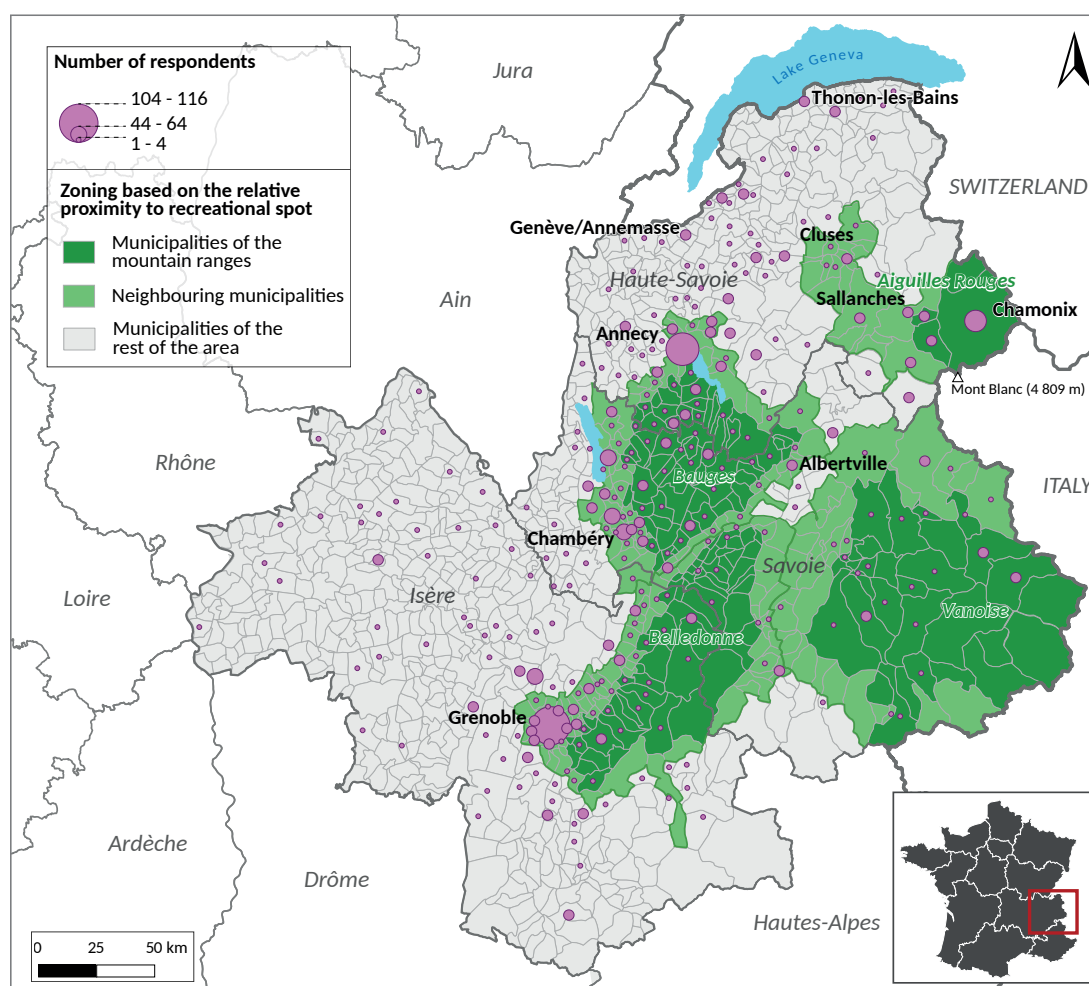 Number of respondents
104 - 116
44 - 64
1 - 4
Zoning based on the relative
proximity to recreational spot
Municipalities of the
mountain ranges
Neighbouring municipalities
Municipalities of the
rest of the area
Jura
Lake Geneva
Thonon-les-Bains
SWITZERLAND
Genève/Annemasse
Cluses
Haute-Savoie
Aiguilles Rouges
Ain
Sallanches
Chamonix
Annecy
Mont Blanc (4 809 m)
Rhône
Albertville
Bauges
ITALY
Chambéry
Savoie
Loire
Isère
Vanoise
Belledonne
Grenoble
Ardèche
Drôme
Hautes-Alpes
0 25 50 km